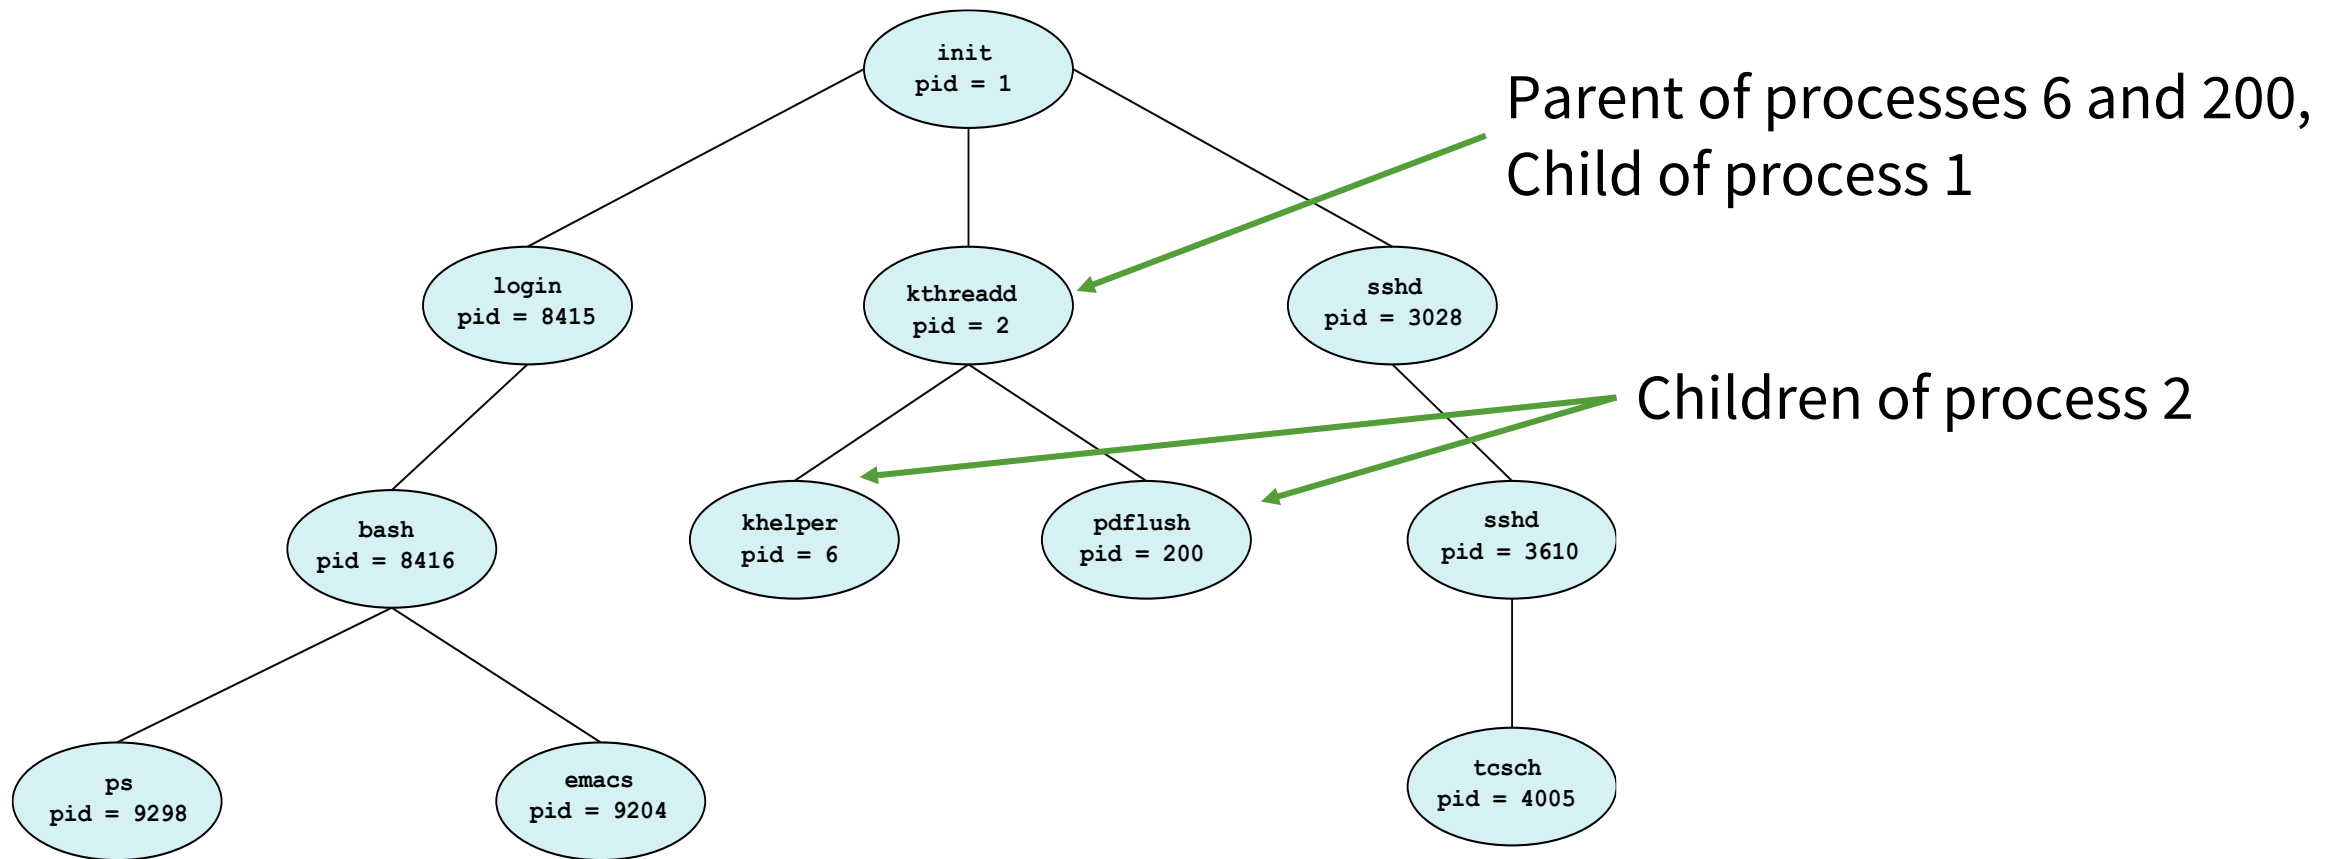 init
pid = 1
Parent of processes 6 and 200,
Child of process 1
login
pid = 8415
kthreadd
pid = 2
sshd
pid = 3028
Children of process 2
bash
pid = 8416
khelper
pid = 6
pdflush
pid = 200
sshd
pid = 3610
ps
pid = 9298
emacs
pid = 9204
tcsch
pid = 4005